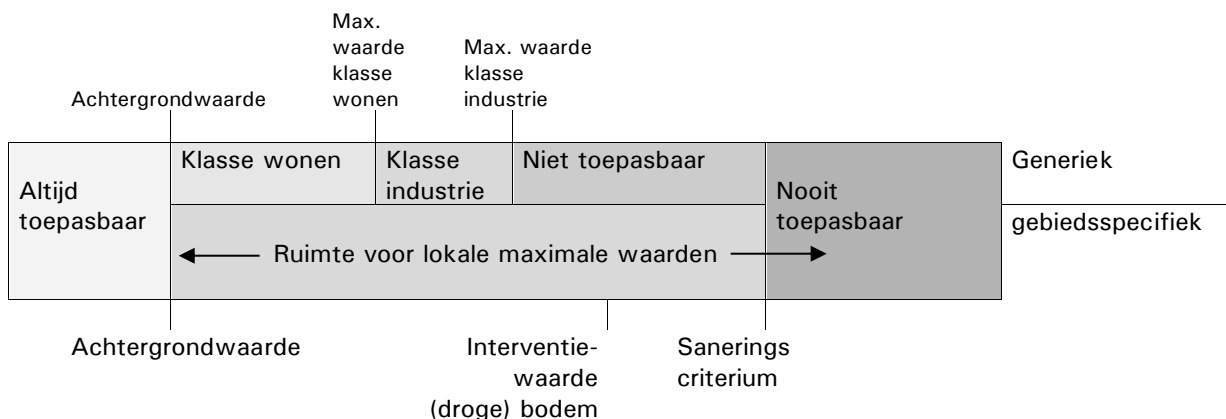 Max.
waarde
klasse
wonen
Max. waarde
klasse
industrie
Achtergrondwaarde
Klasse wonen
Klasse
industrie
Niet toepasbaar
Generiek
Altijd
toepasbaar
Nooit
toepasbaar
gebiedsspecifiek
Ruimte voor lokale maximale waarden
Achtergrondwaarde
Interventie-
waarde
(droge) bodem
Sanerings
criterium